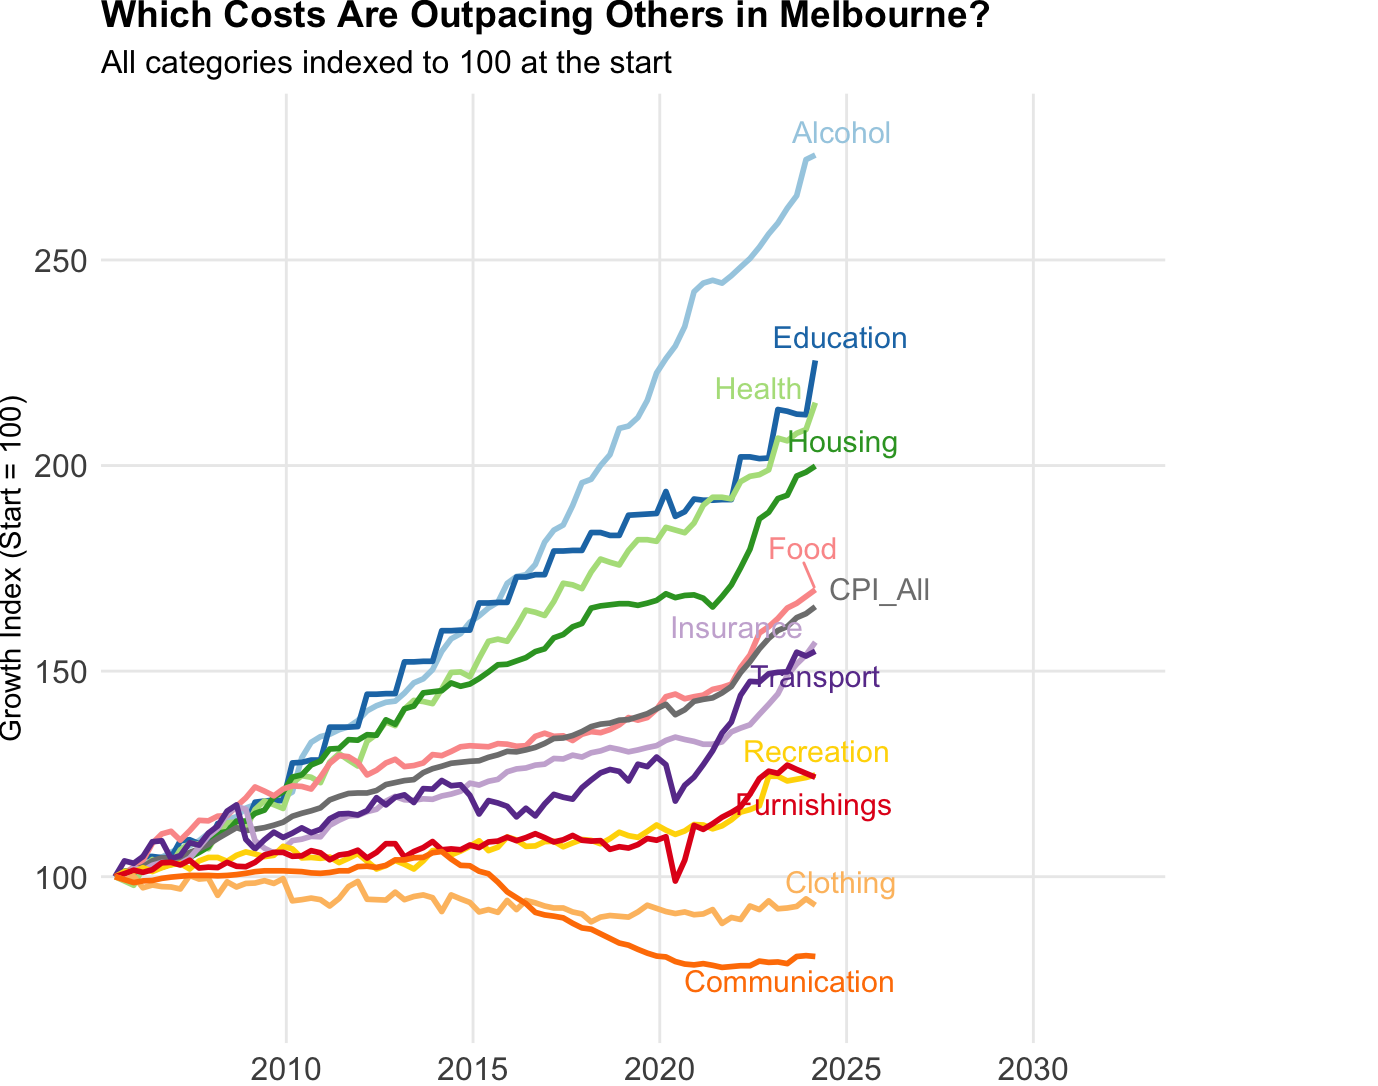 Which Costs Are Outpacing Others in Melbourne?
All categories indexed to 100 at the start
Growth Index (Start = 100)
250
200
150
100
Alcohol
Education
Health
Housing
Food
CPI_All
Insurance
Transport
Recreation
Furnishings
Clothing
Communication
2010
2015
2020
2025
2030